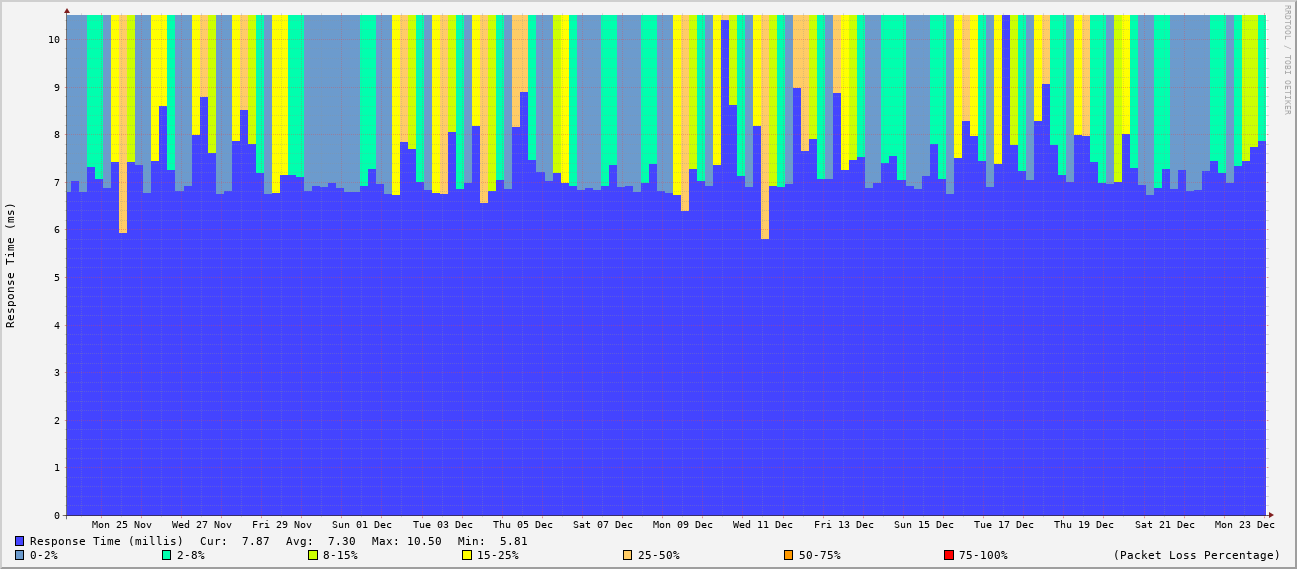 RRDTOOL / TOBI OETIKER
Response Time (ms)
10
9
8
7
6
5
4
3
2
1
0
Mon 25 Nov Wed 27 Nov Fri 29 Nov Sun 01 Dec Tue 03 Dec Thu 05 Dec Sat 07 Dec Mon 09 Dec Wed 11 Dec Fri 13 Dec Sun 15 Dec Tue 17 Dec Thu 19 Dec Sat 21 Dec Mon 23 Dec
Response Time (millis) Cur: 7.87 Avg: 7.30 Max: 10.50 Min: 5.81
0-2% 2-8% 8-15% 15-25% 25-50% 50-75% 75-100% (Packet Loss Percentage)